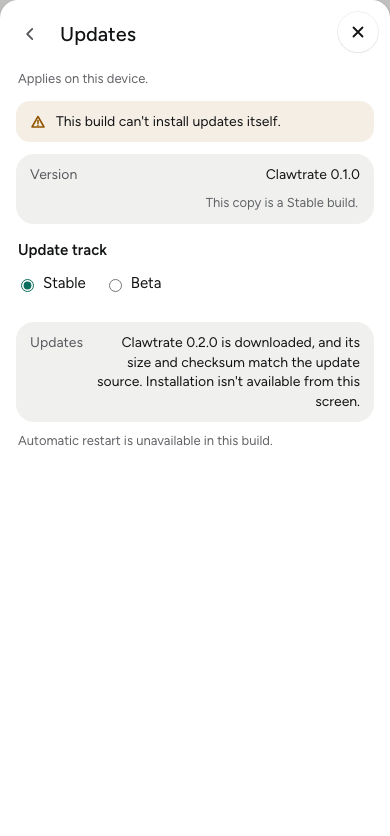 Updates
Applies on this device.
This build can't install updates itself.
Version
Clawtrate 0.1.0
This copy is a Stable build.
Update track
Stable
Beta
Updates
Clawtrate 0.2.0 is downloaded, and its
size and checksum match the update
source. Installation isn't available from this
screen.
Automatic restart is unavailable in this build.